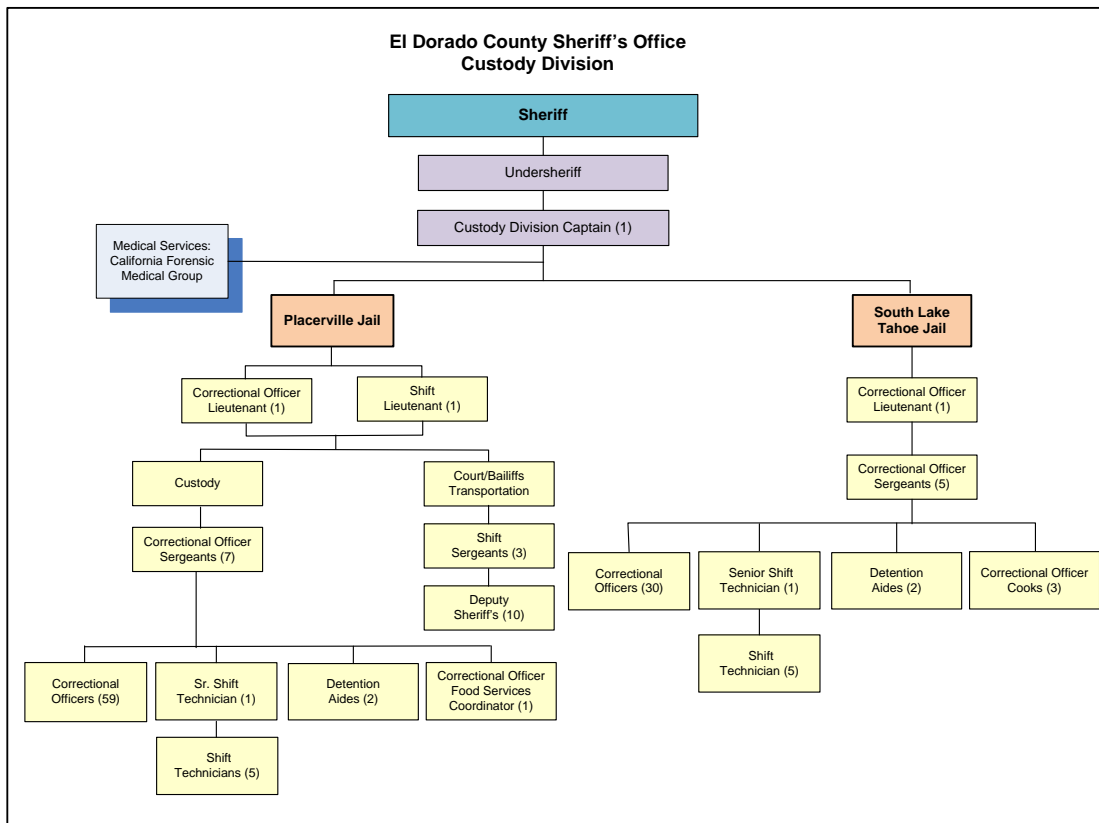 El Dorado County Sheriff's Office
Custody Division
Sheriff
Undersheriff
Custody Division Captain (1)
Medical Services:
California Forensic
Medical Group
Placerville Jail
South Lake
Tahoe Jail
Correctional Officer
Lieutenant (1)
Shift
Lieutenant (1)
Correctional Officer
Lieutenant (1)
Custody
Court/Bailiffs
Transportation
Correctional Officer
Sergeants (5)
Correctional Officer
Sergeants (7)
Shift
Sergeants (3)
Deputy
Sheriff's (10)
Correctional
Officers (30)
Senior Shift
Technician (1)
Detention
Aides (2)
Correctional Officer
Cooks (3)
Shift
Technician (5)
Correctional
Officers (59)
Sr. Shift
Technician (1)
Detention
Aides (2)
Correctional Officer
Food Services
Coordinator (1)
Shift
Technicians (5)